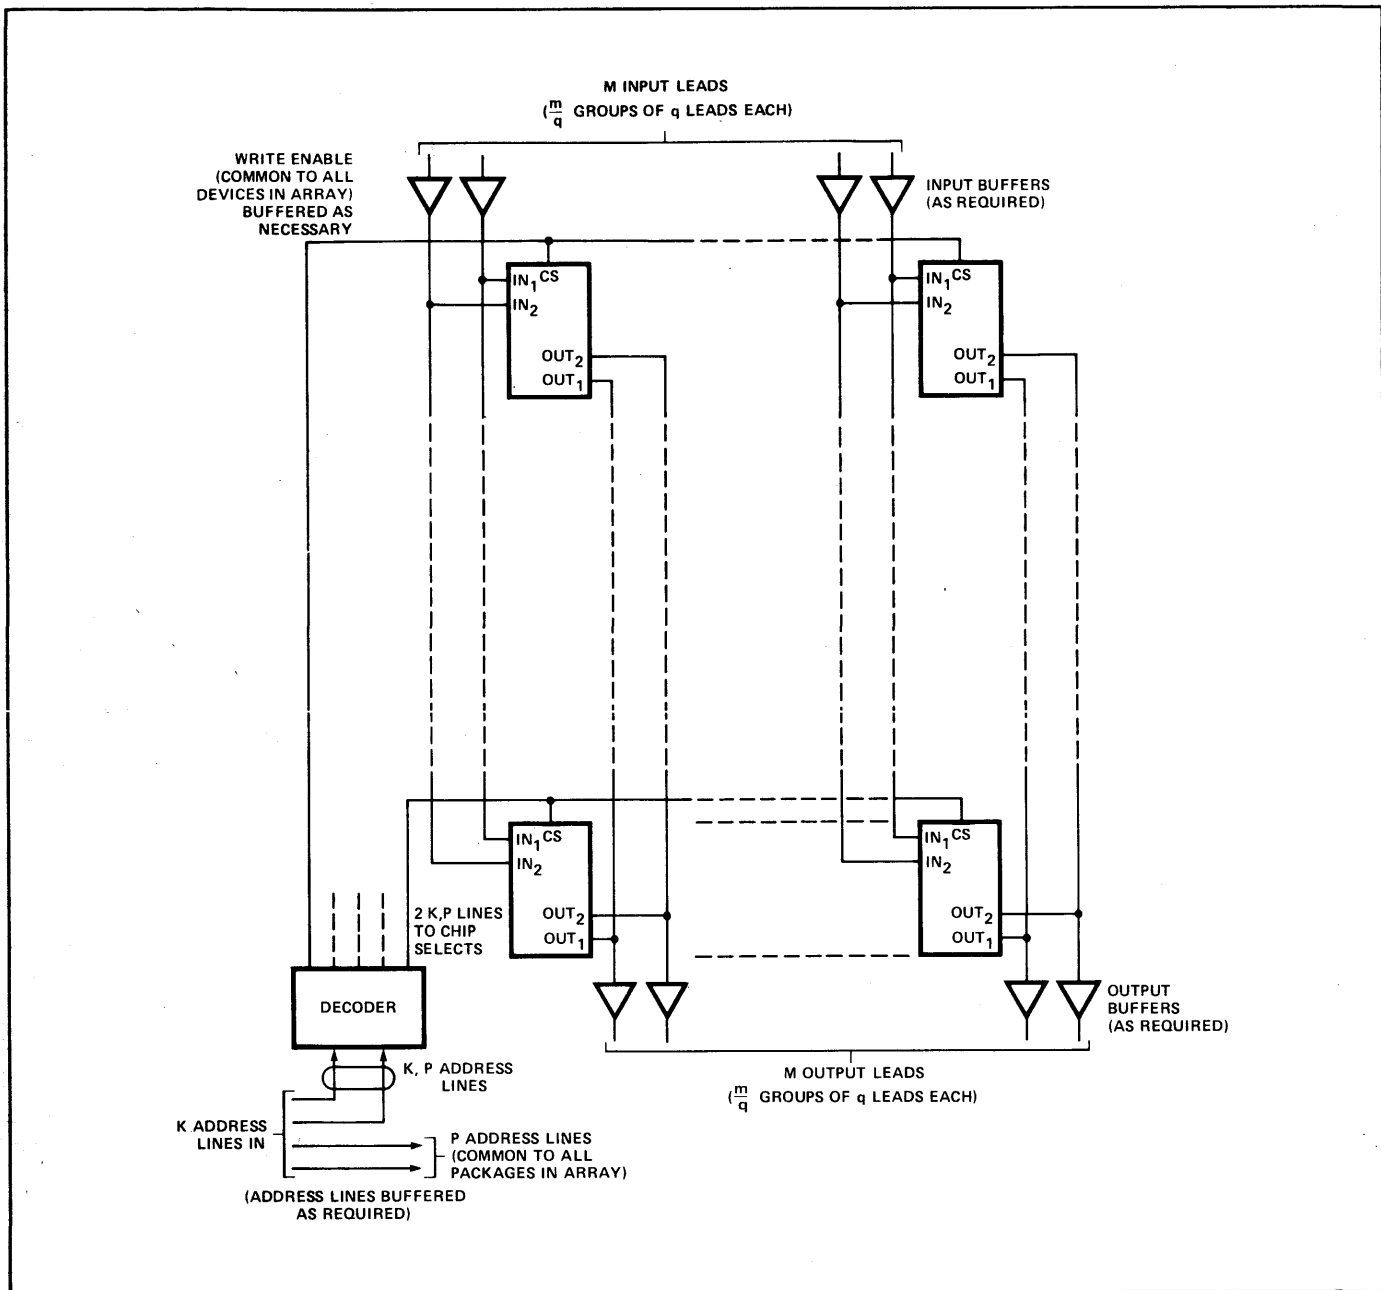 M INPUT LEADS
(m/q GROUPS OF q LEADS EACH)
WRITE ENABLE
(COMMON TO ALL
DEVICES IN ARRAY)
BUFFERED AS
NECESSARY
INPUT BUFFERS
(AS REQUIRED)
IN1 CS
IN2
OUT2
OUT1
IN1 CS
IN2
OUT2
OUT1
IN1 CS
IN2
OUT2
OUT1
IN1 CS
IN2
OUT2
OUT1
2 K,P LINES
TO CHIP
SELECTS
DECODER
OUTPUT
BUFFERS
(AS REQUIRED)
K, P ADDRESS
LINES
M OUTPUT LEADS
(m/q GROUPS OF q LEADS EACH)
K ADDRESS
LINES IN
P ADDRESS LINES
(COMMON TO ALL
PACKAGES IN ARRAY)
(ADDRESS LINES BUFFERED
AS REQUIRED)